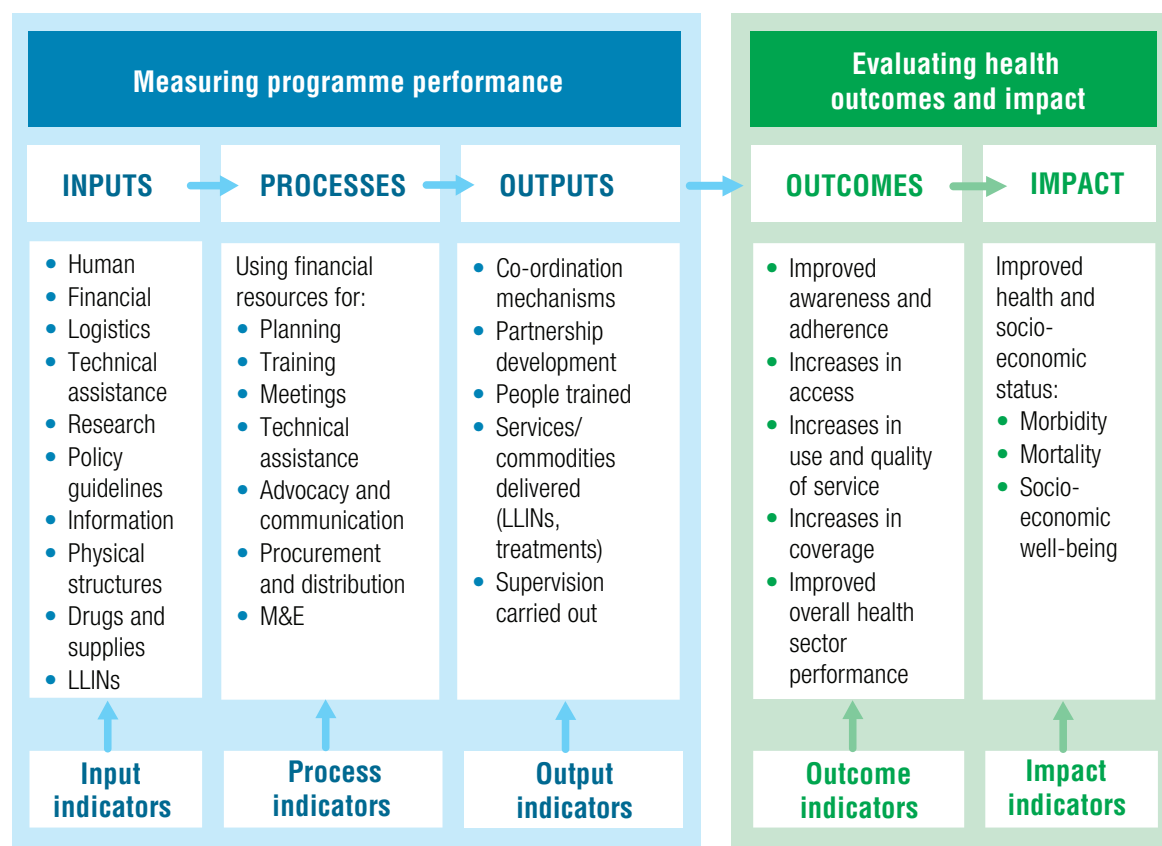 Measuring programme performance
Evaluating health
outcomes and impact
INPUTS
PROCESSES
OUTPUTS
OUTCOMES
IMPACT
• Human
• Financial
• Logistics
• Technical
assistance
• Research
• Policy
guidelines
• Information
• Physical
structures
• Drugs and
supplies
• LLINs
Using financial
resources for:
• Planning
• Training
• Meetings
• Technical
assistance
• Advocacy and
communication
• Procurement
and distribution
• M&E
• Co-ordination
mechanisms
• Partnership
development
• People trained
• Services/
commodities
delivered
(LLINs,
treatments)
• Supervision
carried out
• Improved
awareness and
adherence
• Increases in
access
• Increases in
use and quality
of service
• Increases in
coverage
• Improved
overall health
sector
performance
Improved
health and
socio-
economic
status:
• Morbidity
• Mortality
• Socio-
economic
well-being
Input
indicators
Process
indicators
Output
indicators
Outcome
indicators
Impact
indicators